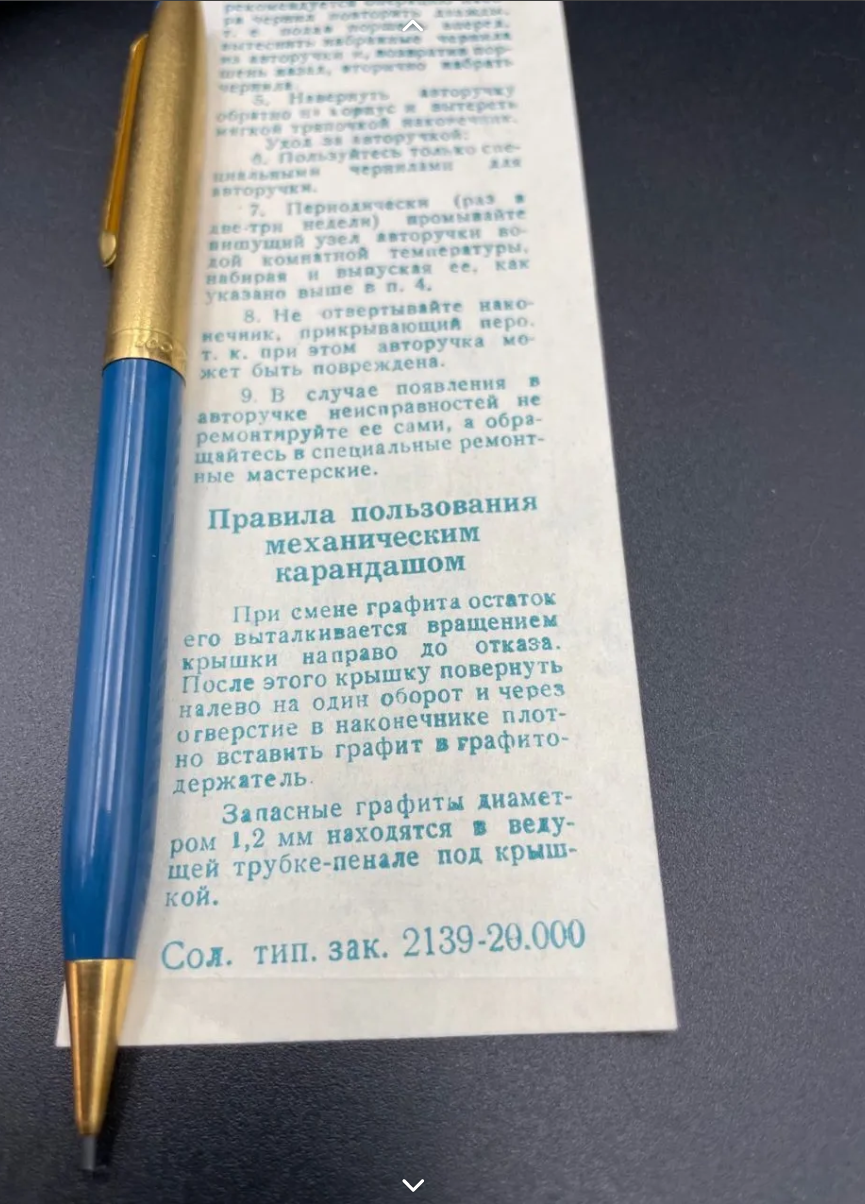 рекомендуется операцию набо-
ра чернил повторить дважды,
т. е. подав поршень вперед,
вытеснить набранные чернила
из авторучки и, возвратив пор-
шень назад, вторично набрать
чернила.
5. Навернуть авторучку
обратно на корпус и вытереть
мягкой тряпочкой наконечник.
Уход за авторучкой:
6. Пользуйтесь только спе-
циальными чернилами для
авторучки.
7. Периодически (раз в
две-три недели) промывайте
пишущий узел авторучки во-
дой комнатной температуры,
набирая и выпуская ее, как
указано выше в п. 4.
8. Не отвертывайте нако-
нечник, прикрывающий перо,
т. к. при этом авторучка мо-
жет быть повреждена.
9. В случае появления в
авторучке неисправностей не
ремонтируйте ее сами, а обра-
щайтесь в специальные ремонт-
ные мастерские.
Правила пользования
механическим
карандашом
При смене графита остаток
его выталкивается вращением
крышки направо до отказа.
После этого крышку повернуть
налево на один оборот и через
отверстие в наконечнике плот-
но вставить графит в графито-
держатель.
Запасные графиты диамет-
ром 1,2 мм находятся в веду-
щей трубке-пенале под крыш-
кой.
Сол. тип. зак. 2139-20.000